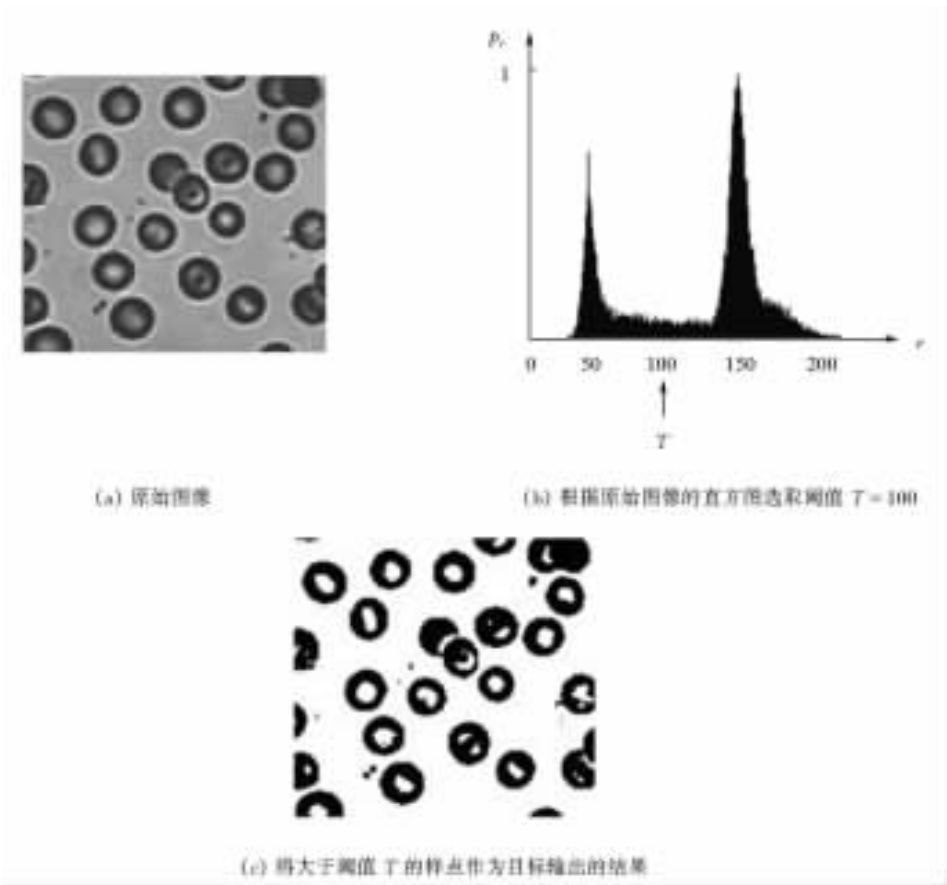 p_r
1
0 50 100 150 200 r
T
(a) 原始图像
(b) 根据原始图像的直方图选取阈值 T=100
(c) 将大于阈值 T 的样点作为目标输出的结果